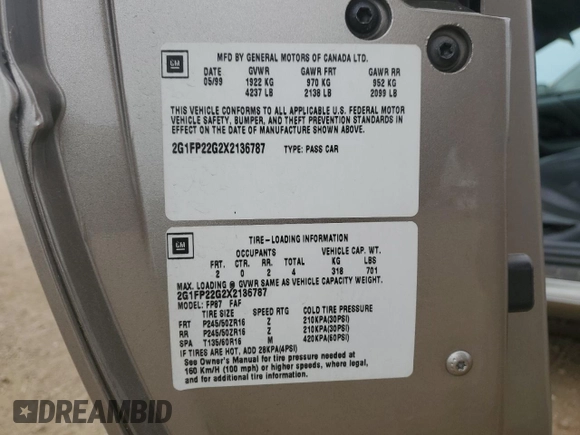 MFD BY GENERAL MOTORS OF CANADA LTD.
GM
DATE GVWR GAWR FRT GAWR RR
05/99 1922 KG 970 KG 952 KG
4237 LB 2138 LB 2099 LB
THIS VEHICLE CONFORMS TO ALL APPLICABLE U.S. FEDERAL MOTOR
VEHICLE SAFETY, BUMPER, AND THEFT PREVENTION STANDARDS IN
EFFECT ON THE DATE OF MANUFACTURE SHOWN ABOVE.
2G1FP22G2X2136787 TYPE: PASS CAR
GM
TIRE-LOADING INFORMATION
OCCUPANTS VEHICLE CAP. WT.
FRT. CTR. RR. TTL. KG LBS
2 0 2 4 318 701
MAX. LOADING @ GVWR SAME AS VEHICLE CAPACITY WEIGHT.
2G1FP22G2X2136787
MODEL: FP87 FAF
TIRE SIZE SPEED RTG COLD TIRE PRESSURE
FRT P245/50ZR16 Z 210KPA(30PSI)
RR P245/50ZR16 Z 210KPA(30PSI)
SPA T135/60R16 M 420KPA(60PSI)
IF TIRES ARE HOT, ADD 28KPA(4PSI)
See Owner's Manual for tire pressure needed at
160 Km/H (100 mph) or higher speeds, where legal,
and for additional tire information.
DREAMBID